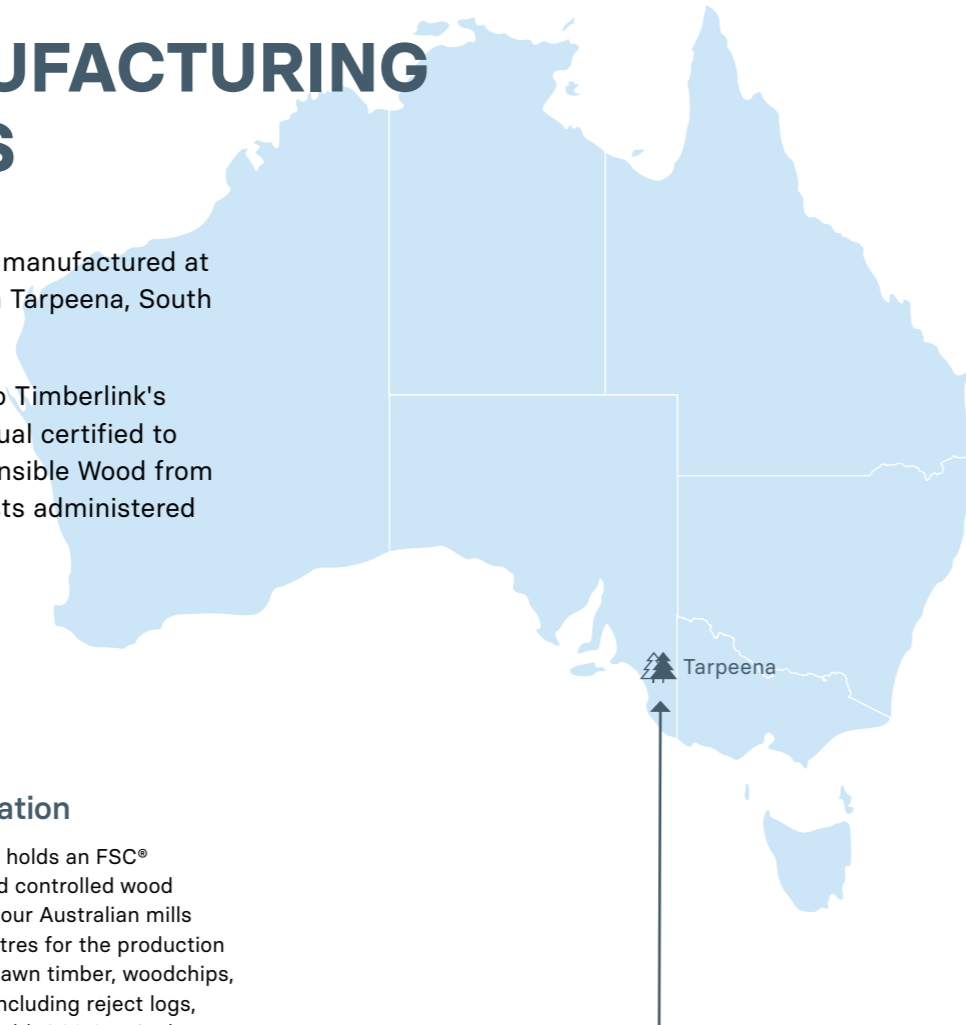 UFACTURING
S
manufactured at
Tarpeena, South
Timberlink's
ual certified to
nsible Wood from
sts administered
Tarpeena
ation
holds an FSC®
d controlled wood
our Australian mills
tres for the production
awn timber, woodchips,
ncluding reject logs,